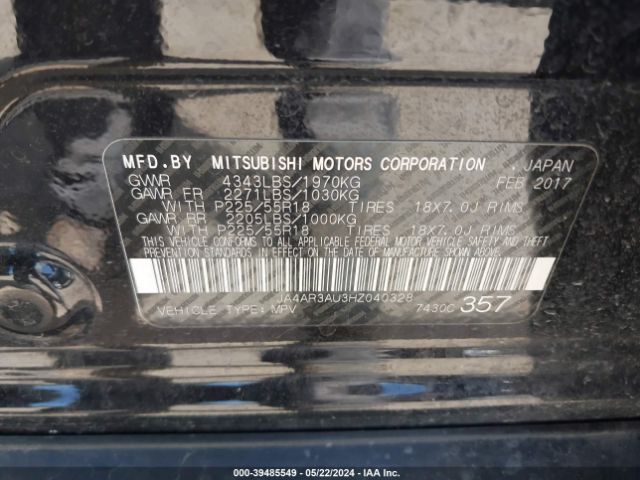 MFD.BY MITSUBISHI MOTORS CORPORATION , JAPAN
GVWR 4343LBS/1970KG FEB 2017
GAWR FR 2271LBS/1030KG
WITH P225/55R18 TIRES 18X7.0J RIMS
GAWR RR 2205LBS/1000KG
WITH P225/55R18 TIRES 18X7.0J RIMS
THIS VEHICLE CONFORMS TO ALL APPLICABLE FEDERAL MOTOR VEHICLE SAFETY AND THEFT
PREVENTION STANDARDS IN EFFECT ON THE DATE OF MANUFACTURE SHOWN ABOVE.
JA4AR3AU3HZ040328
VEHICLE TYPE: MPV 7430C 357
000-39485549 - 05/22/2024 - IAA Inc.